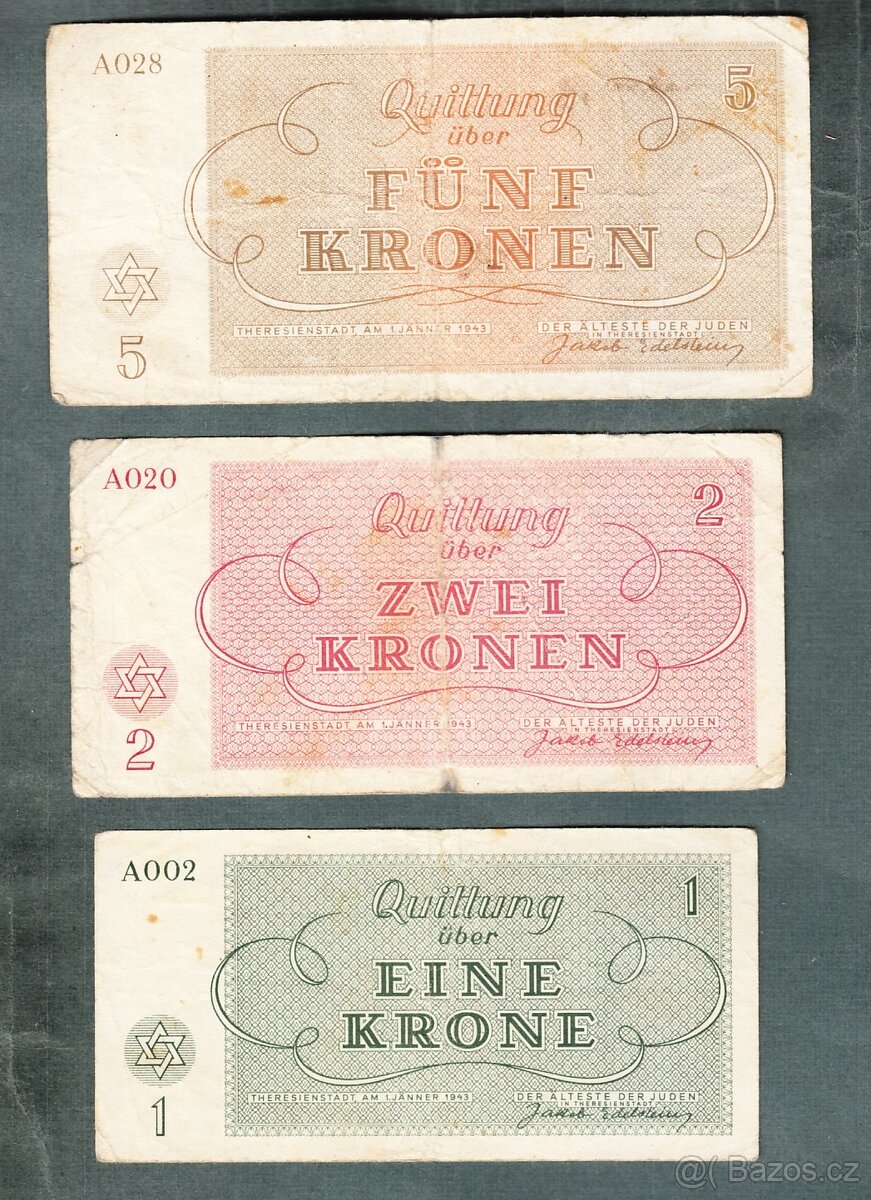 A028
5
Quittung
über
FÜNF
KRONEN
THERESIENSTADT AM 1.JÄNNER 1943
DER ÄLTESTE DER JUDEN
IN THERESIENSTADT
Jakob Edelstein
5
A020
2
Quittung
über
ZWEI
KRONEN
THERESIENSTADT AM 1.JÄNNER 1943
DER ÄLTESTE DER JUDEN
IN THERESIENSTADT
Jakob Edelstein
2
A002
1
Quittung
über
EINE
KRONE
THERESIENSTADT AM 1.JÄNNER 1943
DER ÄLTESTE DER JUDEN
IN THERESIENSTADT
Jakob Edelstein
1
@( Bazos.cz